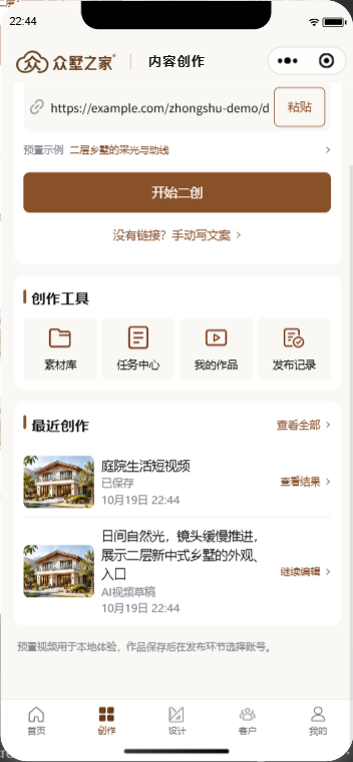 22:44
众墅之家 内容创作
https://example.com/zhongshu-demo/d 粘贴
预置示例 二层乡墅的采光与动线
开始二创
没有链接？手动写文案
创作工具
素材库 任务中心 我的作品 发布记录
最近创作 查看全部
庭院生活短视频
已保存
查看结果
10月19日 22:44
日间自然光，镜头缓慢推进，
展示二层新中式乡墅的外观、
入口
继续编辑
AI视频草稿
10月19日 22:44
预置视频用于本地体验，作品保存后在发布环节选择账号。
首页 创作 设计 客户 我的